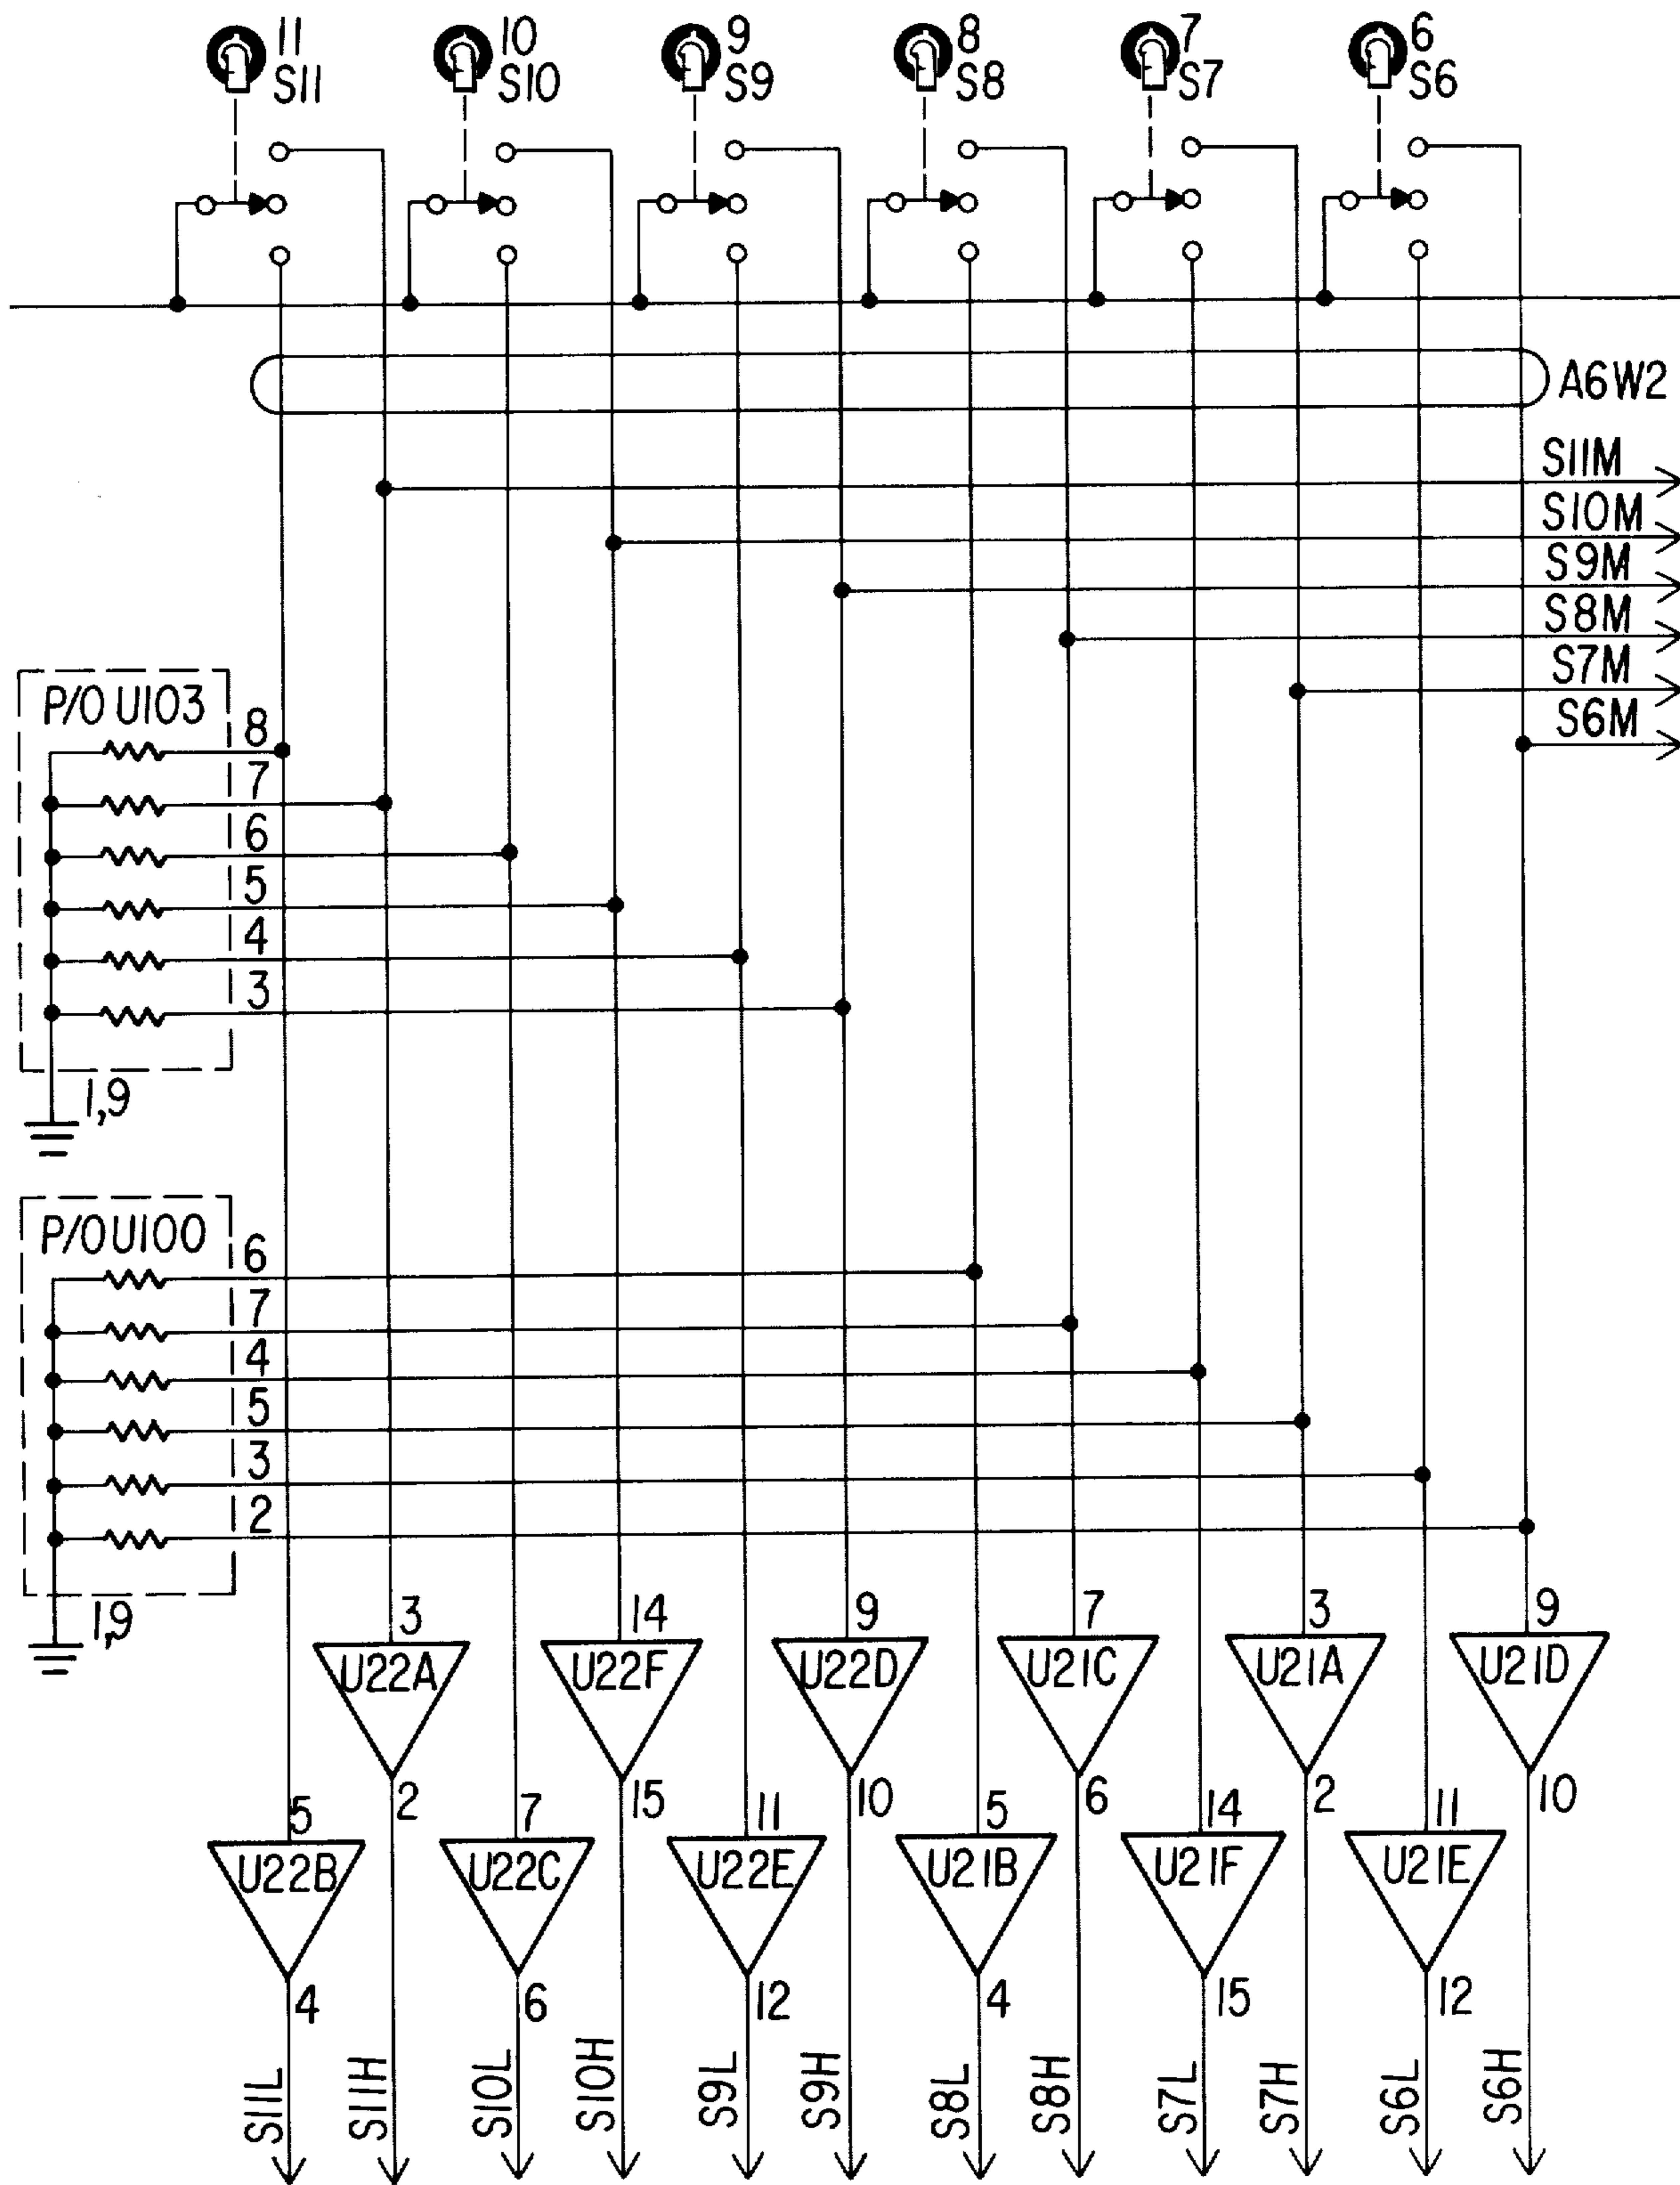 11
S11
10
S10
9
S9
8
S8
7
S7
6
S6
A6W2
S11M
S10M
S9M
S8M
S7M
S6M
P/O U103
8
7
6
5
4
3
1,9
P/O U100
6
7
4
5
3
2
1,9
3
14
9
7
3
9
U22A
U22F
U22D
U21C
U21A
U21D
2
15
10
6
2
10
5
7
11
5
14
11
U22B
U22C
U22E
U21B
U21F
U21E
4
6
12
4
15
12
S11L
S11H
S10L
S10H
S9L
S9H
S8L
S8H
S7L
S7H
S6L
S6H